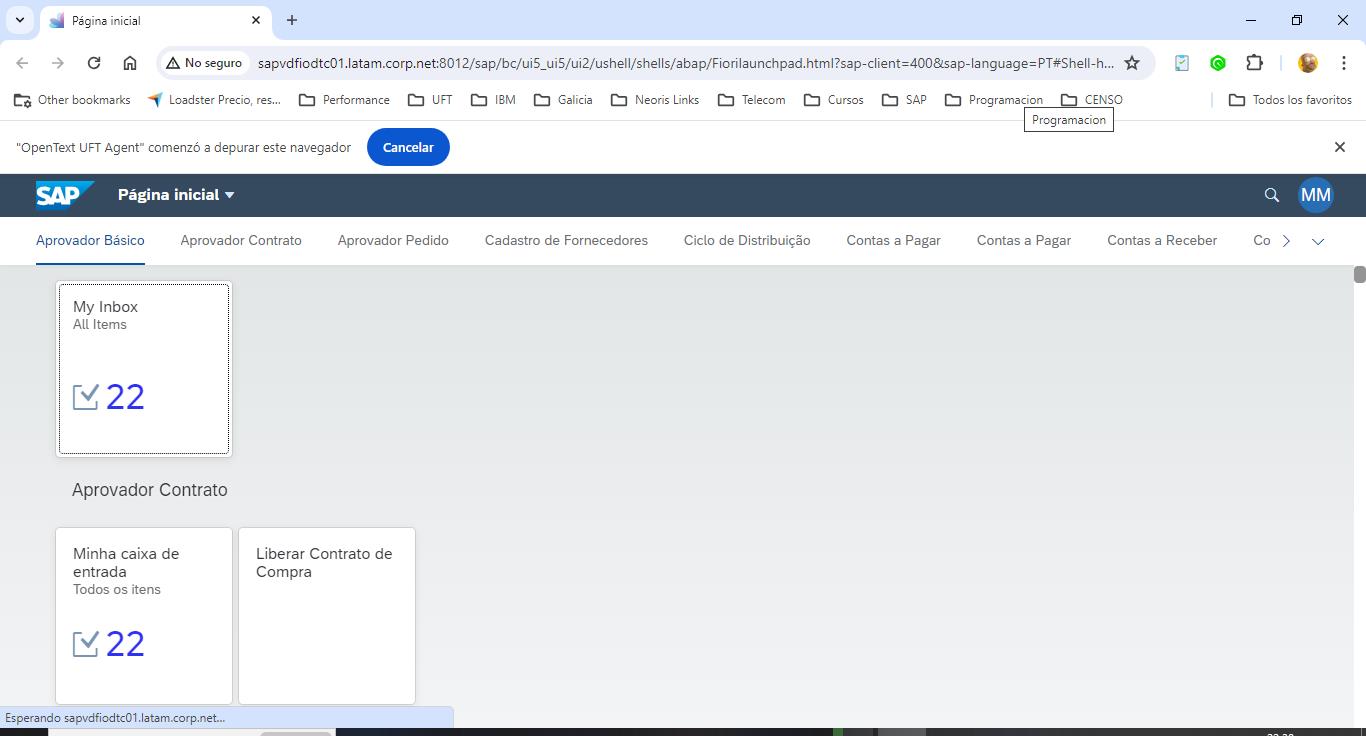 Página inicial
No seguro
sapvdfiodtc01.latam.corp.net:8012/sap/bc/ui5_ui5/ui2/ushell/shells/abap/Fiorilaunchpad.html?sap-client=400&sap-language=PT#Shell-h...
Other bookmarks
Loadster Precio, res...
Performance
UFT
IBM
Galicia
Neoris Links
Telecom
Cursos
SAP
Programacion
CENSO
Todos los favoritos
Programacion
"OpenText UFT Agent" comenzó a depurar este navegador
Cancelar
SAP
Página inicial
MM
Aprovador Básico
Aprovador Contrato
Aprovador Pedido
Cadastro de Fornecedores
Ciclo de Distribuição
Contas a Pagar
Contas a Pagar
Contas a Receber
Co
My Inbox
All Items
22
Aprovador Contrato
Minha caixa de
entrada
Todos os itens
22
Liberar Contrato de
Compra
Esperando sapvdfiodtc01.latam.corp.net...